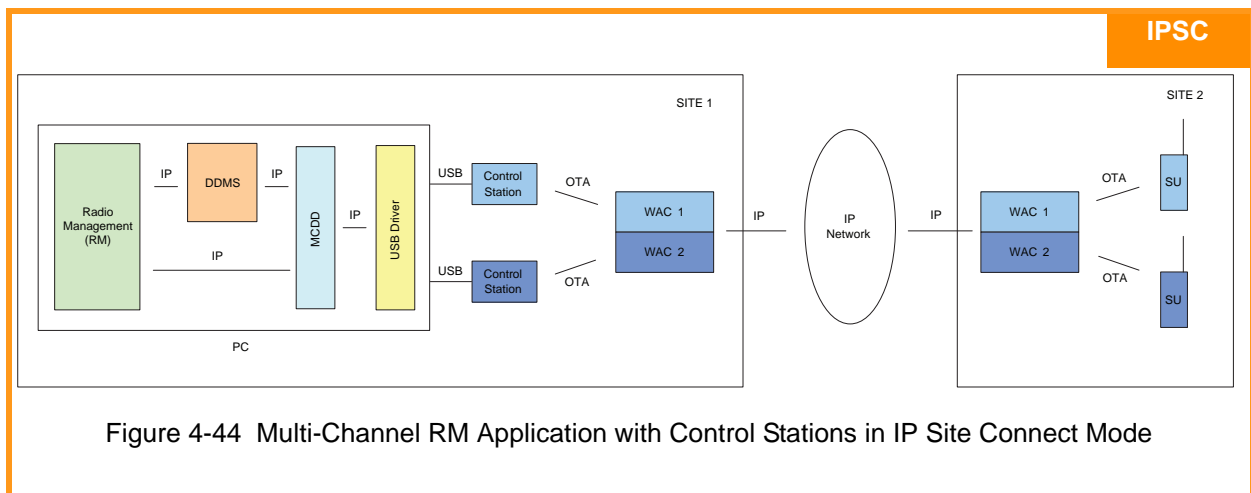 IPSC
SITE 1
SITE 2
Radio
Management
(RM)
IP
DDMS
IP
IP
MCDD
IP
USB Driver
PC
USB
Control
Station
OTA
USB
Control
Station
OTA
WAC 1
WAC 2
IP
IP
Network
IP
WAC 1
WAC 2
OTA
SU
OTA
SU
Figure 4-44 Multi-Channel RM Application with Control Stations in IP Site Connect Mode